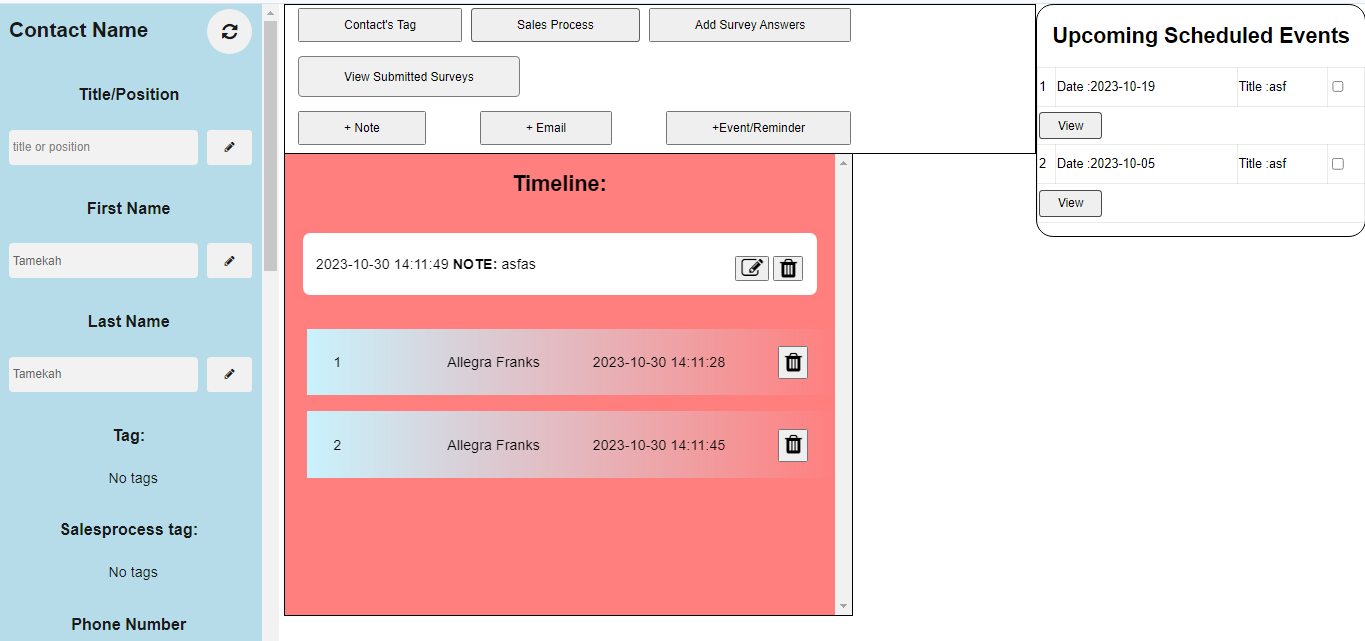 Contact Name
Title/Position
title or position
First Name
Tamekah
Last Name
Tamekah
Tag:
No tags
Salesprocess tag:
No tags
Phone Number
Contact's Tag Sales Process Add Survey Answers
View Submitted Surveys
+ Note + Email +Event/Reminder
Timeline:
2023-10-30 14:11:49 NOTE: asfas
1 Allegra Franks 2023-10-30 14:11:28
2 Allegra Franks 2023-10-30 14:11:45
Upcoming Scheduled Events
1 Date :2023-10-19 Title :asf
View
2 Date :2023-10-05 Title :asf
View